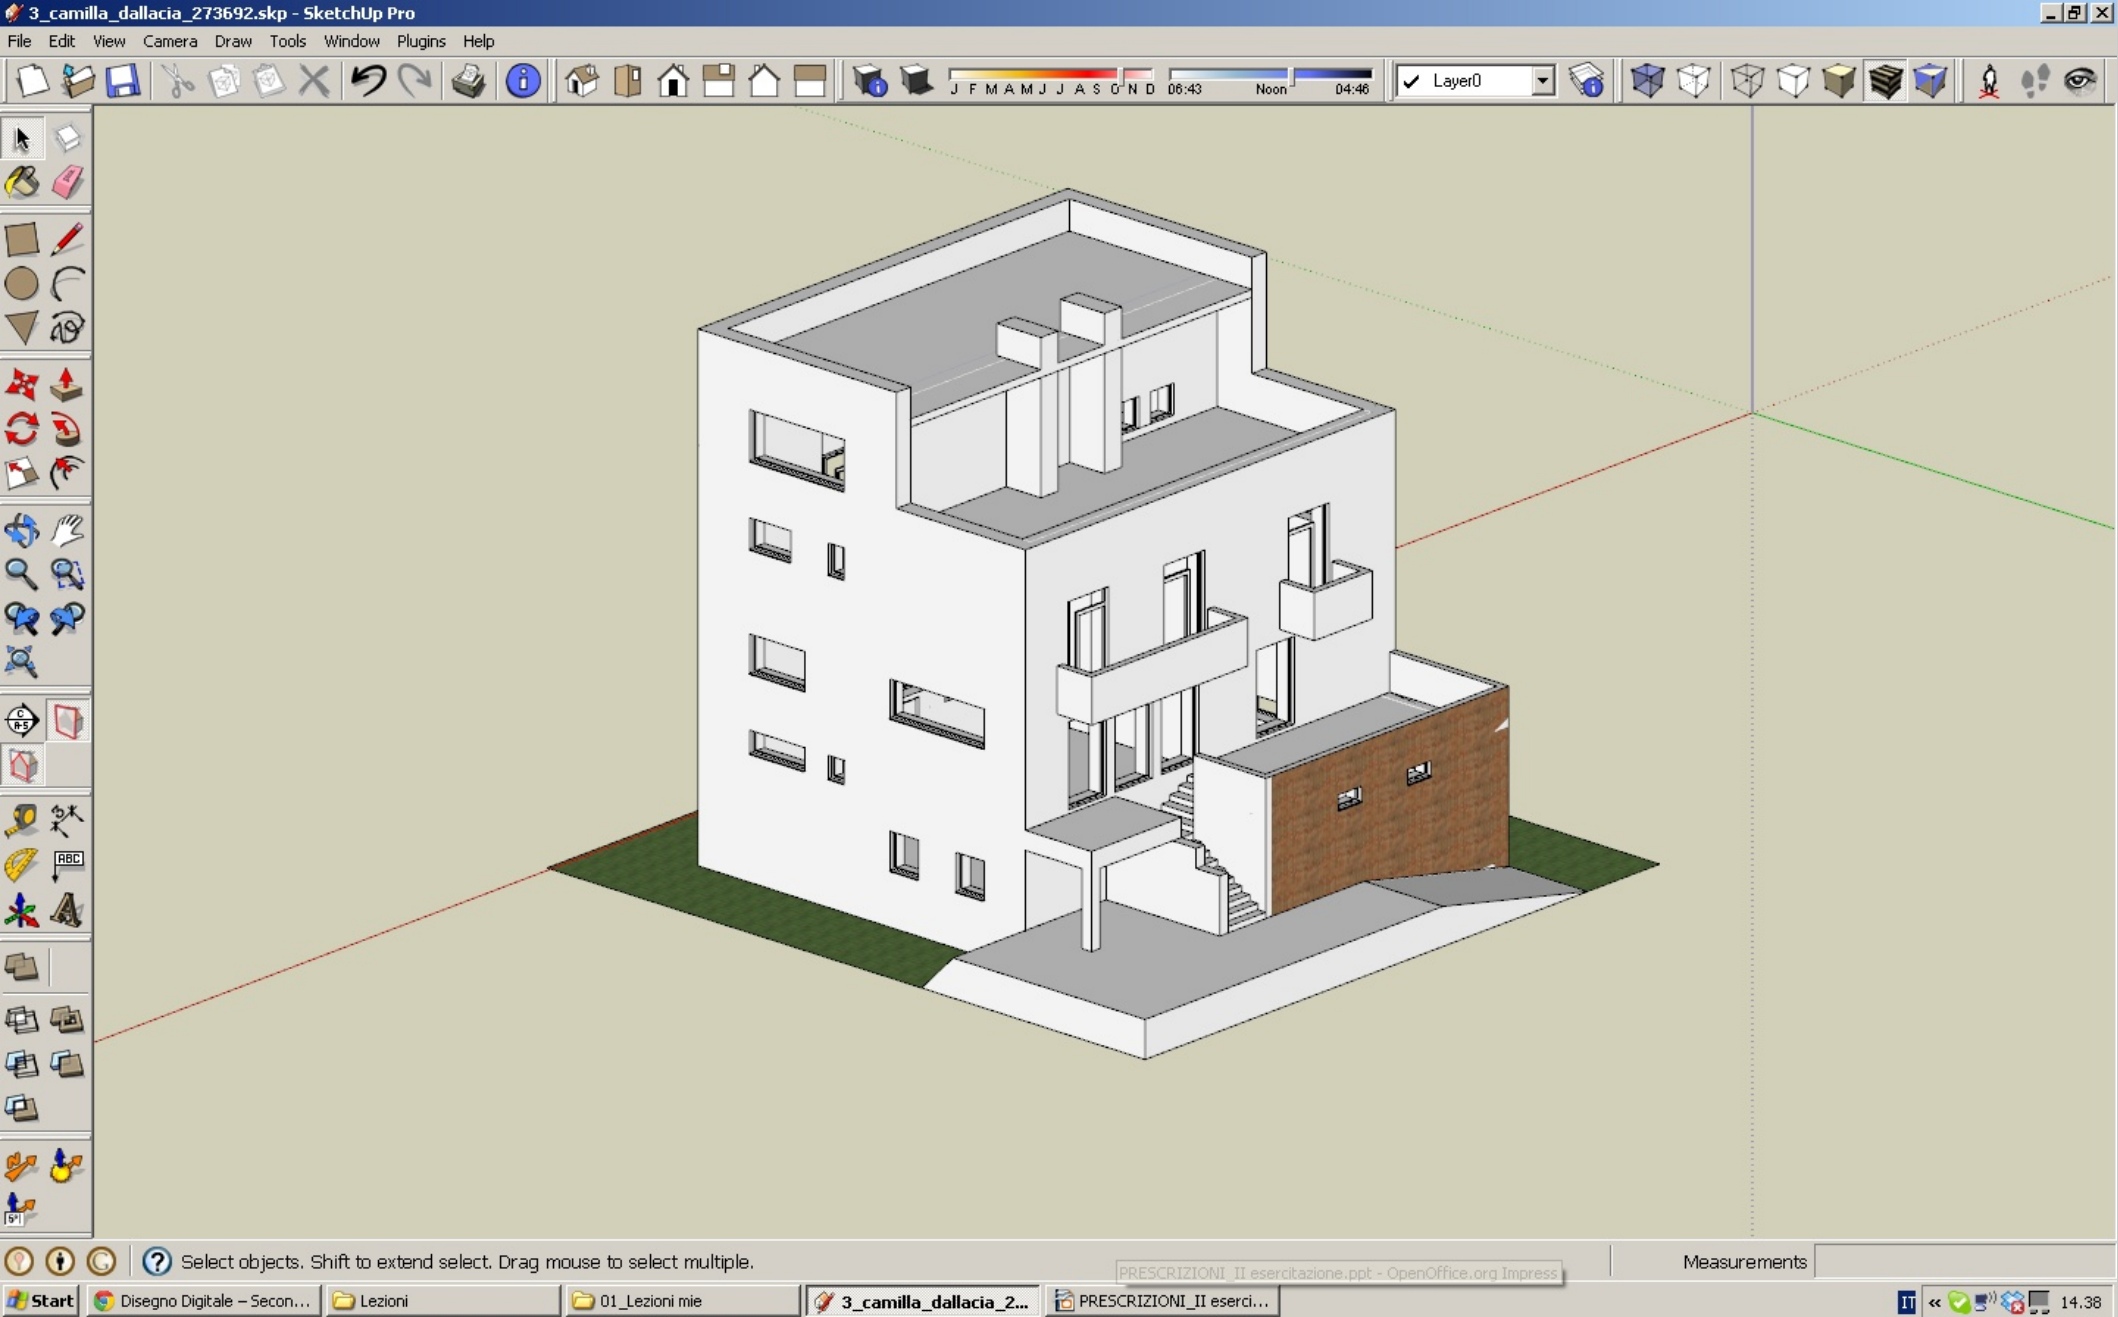 3_camilla_dallacia_273692.skp - SketchUp Pro
File Edit View Camera Draw Tools Window Plugins Help
J F M A M J J A S O N D 06:43 Noon 04:46 Layer0
C
A-5
ABC
Select objects. Shift to extend select. Drag mouse to select multiple.
Measurements
PRESCRIZIONI_II esercitazione.ppt - OpenOffice.org Impress
Start Disegno Digitale – Secon... Lezioni 01_Lezioni mie 3_camilla_dallacia_2... PRESCRIZIONI_II eserci... IT « 14.38